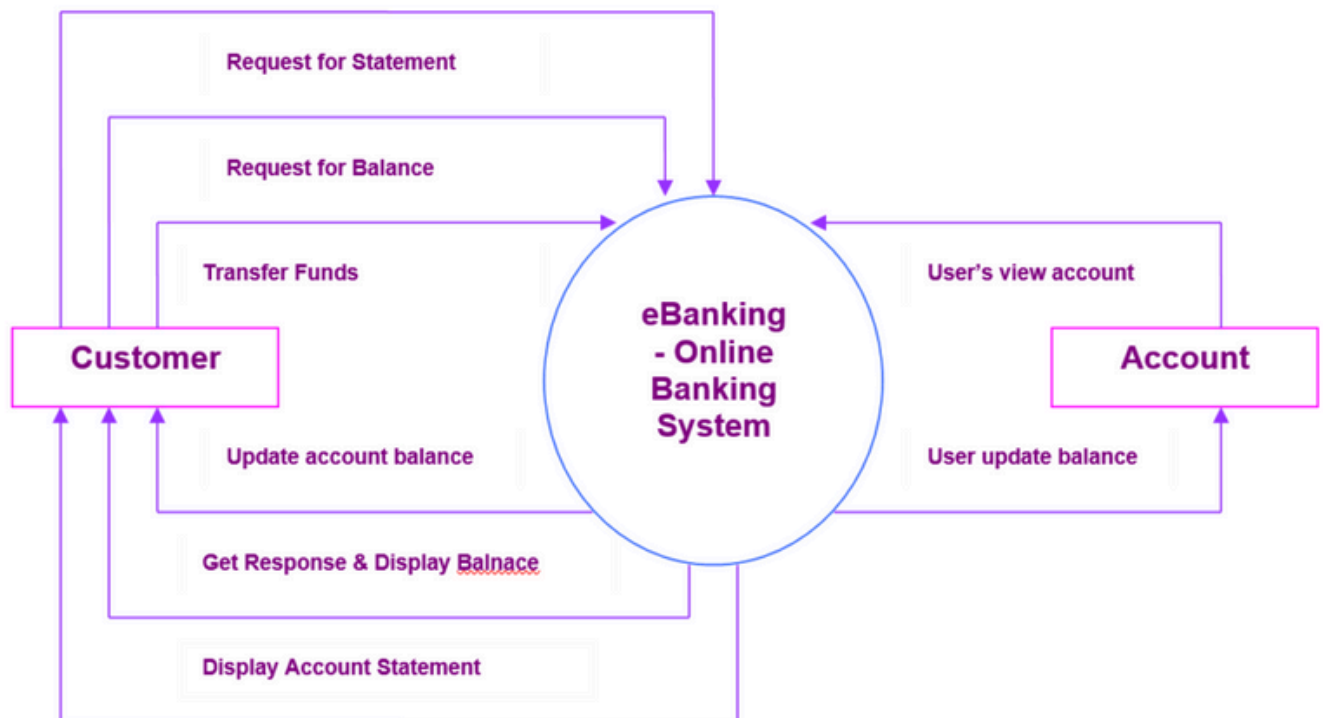 Request for Statement
Request for Balance
Transfer Funds
User’s view account
eBanking
- Online
Banking
System
Customer
Account
Update account balance
User update balance
Get Response & Display Balnace
Display Account Statement